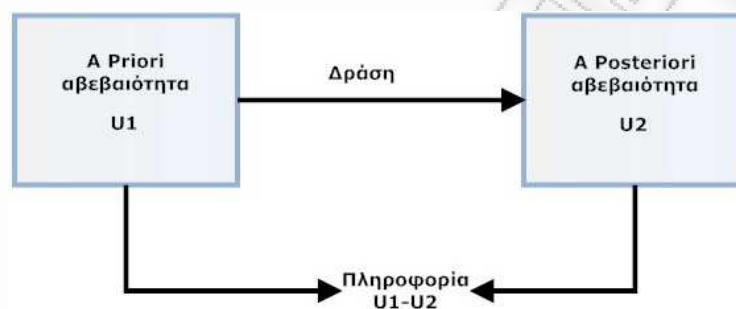 A Priori
αβεβαιότητα
U1
Δράση
A Posteriori
αβεβαιότητα
U2
Πληροφορία
U1-U2